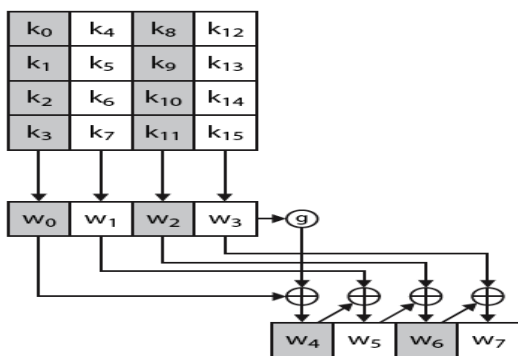 k₀ k₄ k₈ k₁₂
k₁ k₅ k₉ k₁₃
k₂ k₆ k₁₀ k₁₄
k₃ k₇ k₁₁ k₁₅
w₀ w₁ w₂ w₃ g
w₄ w₅ w₆ w₇